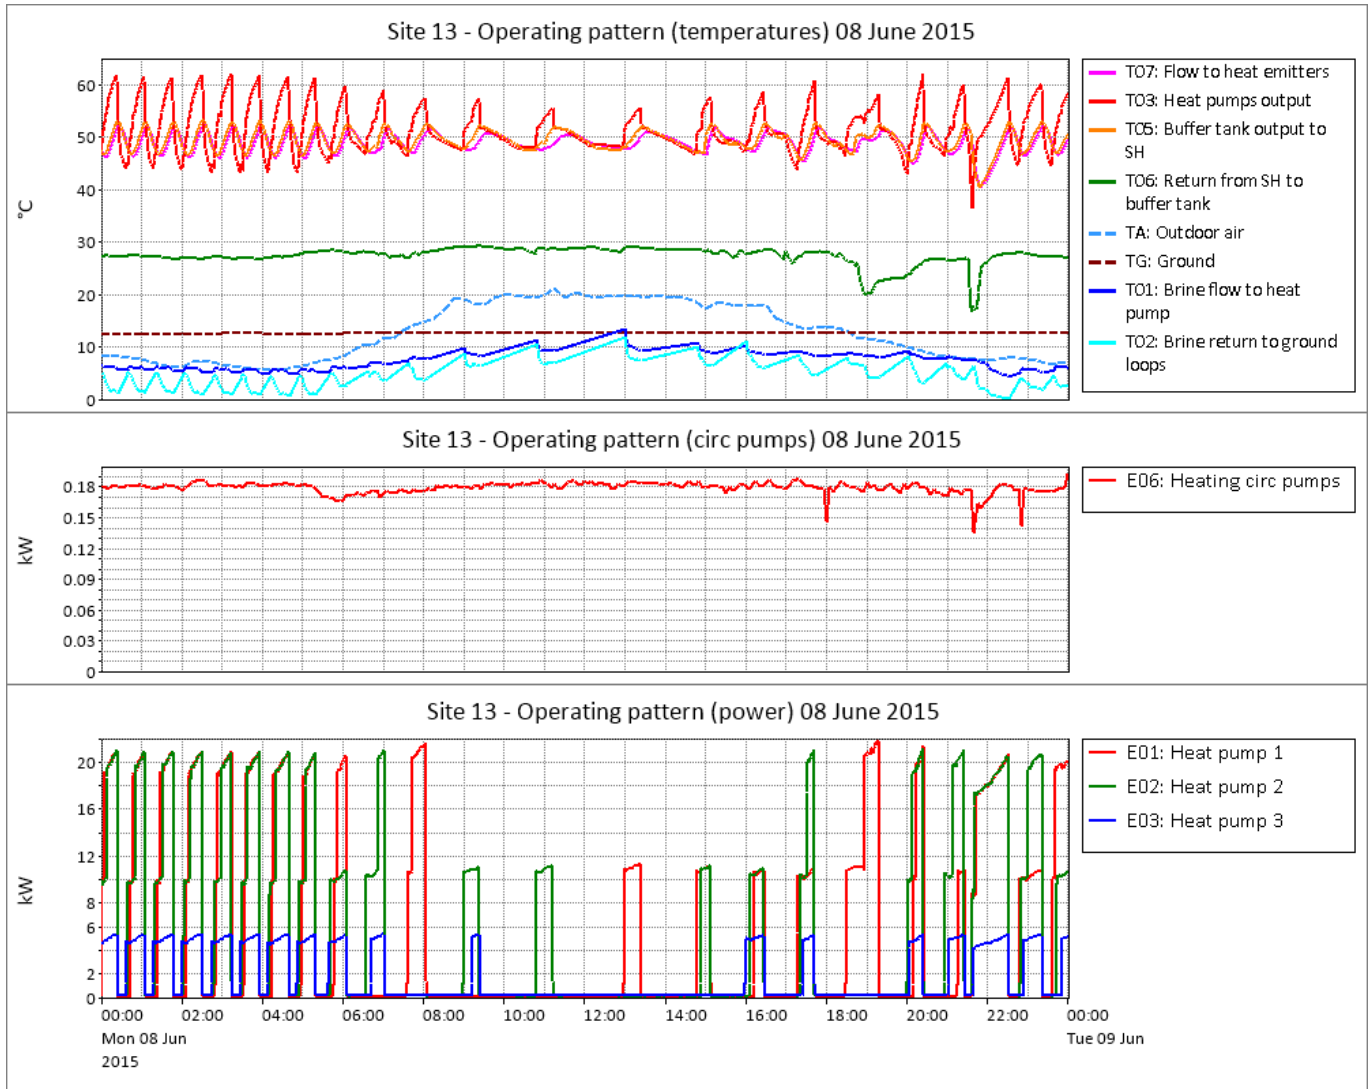 Site 13 - Operating pattern (temperatures) 08 June 2015
60
50
40
30
20
10
0
°C
T07: Flow to heat emitters
T03: Heat pumps output
T05: Buffer tank output to
SH
T06: Return from SH to
buffer tank
TA: Outdoor air
TG: Ground
T01: Brine flow to heat
pump
T02: Brine return to ground
loops
Site 13 - Operating pattern (circ pumps) 08 June 2015
0.18
0.15
0.12
0.09
0.06
0.03
0
kW
E06: Heating circ pumps
Site 13 - Operating pattern (power) 08 June 2015
20
16
12
8
6
2
0
kW
E01: Heat pump 1
E02: Heat pump 2
E03: Heat pump 3
00:00 02:00 04:00 06:00 08:00 10:00 12:00 14:00 16:00 18:00 20:00 22:00 00:00
Mon 08 Jun Tue 09 Jun
2015